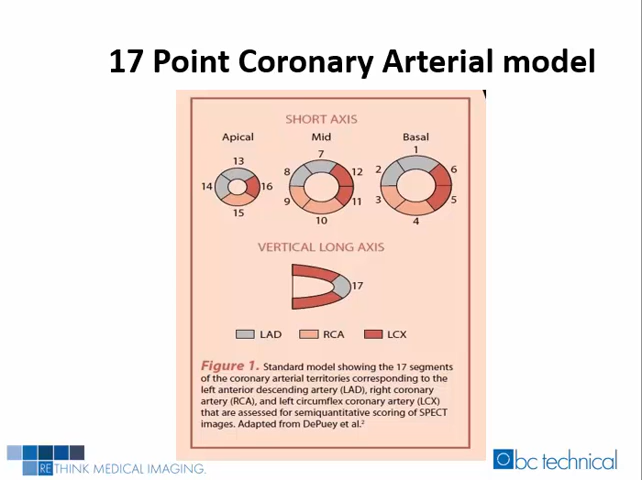 17 Point Coronary Arterial model
SHORT AXIS
Apical Mid Basal
13
14 16
15
7
8 12
9 11
10
1
2 6
3 5
4
VERTICAL LONG AXIS
17
LAD RCA LCX
Figure 1. Standard model showing the 17 segments
of the coronary arterial territories corresponding to the
left anterior descending artery (LAD), right coronary
artery (RCA), and left circumflex coronary artery (LCX)
that are assessed for semiquantitative scoring of SPECT
images. Adapted from DePuey et al.²
RETHINK MEDICAL IMAGING.
bc technical